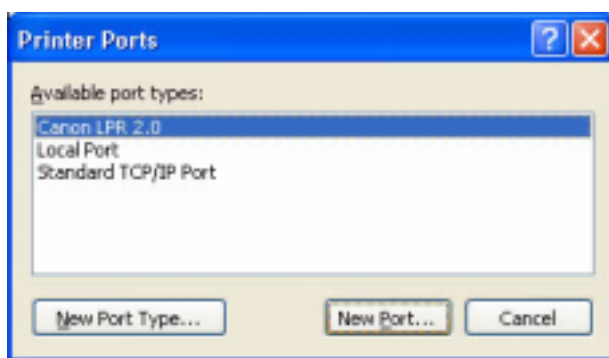 Printer Ports
Available port types:
Canon LPR 2.0
Local Port
Standard TCP/IP Port
New Port Type... New Port... Cancel